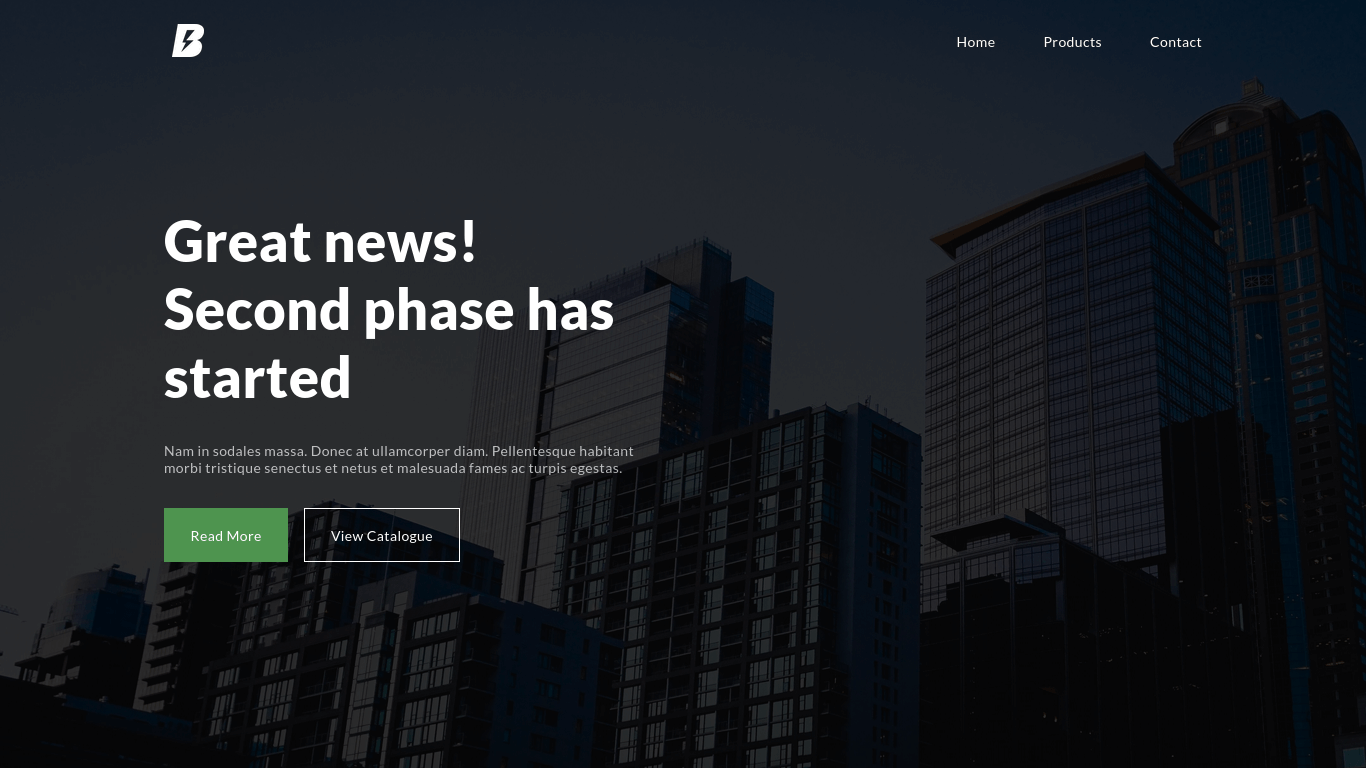 B
Home Products Contact
Great news!
Second phase has
started
Nam in sodales massa. Donec at ullamcorper diam. Pellentesque habitant
morbi tristique senectus et netus et malesuada fames ac turpis egestas.
Read More View Catalogue